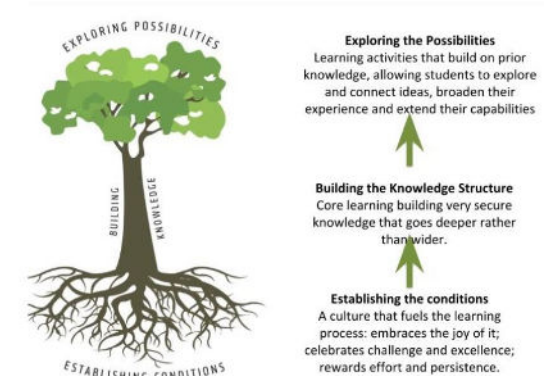 EXPLORING POSSIBILITIES
BUILDING
KNOWLEDGE
ESTABLISHING CONDITIONS
Exploring the Possibilities
Learning activities that build on prior
knowledge, allowing students to explore
and connect ideas, broaden their
experience and extend their capabilities
Building the Knowledge Structure
Core learning building very secure
knowledge that goes deeper rather
than wider.
Establishing the conditions
A culture that fuels the learning
process: embraces the joy of it;
celebrates challenge and excellence;
rewards effort and persistence.